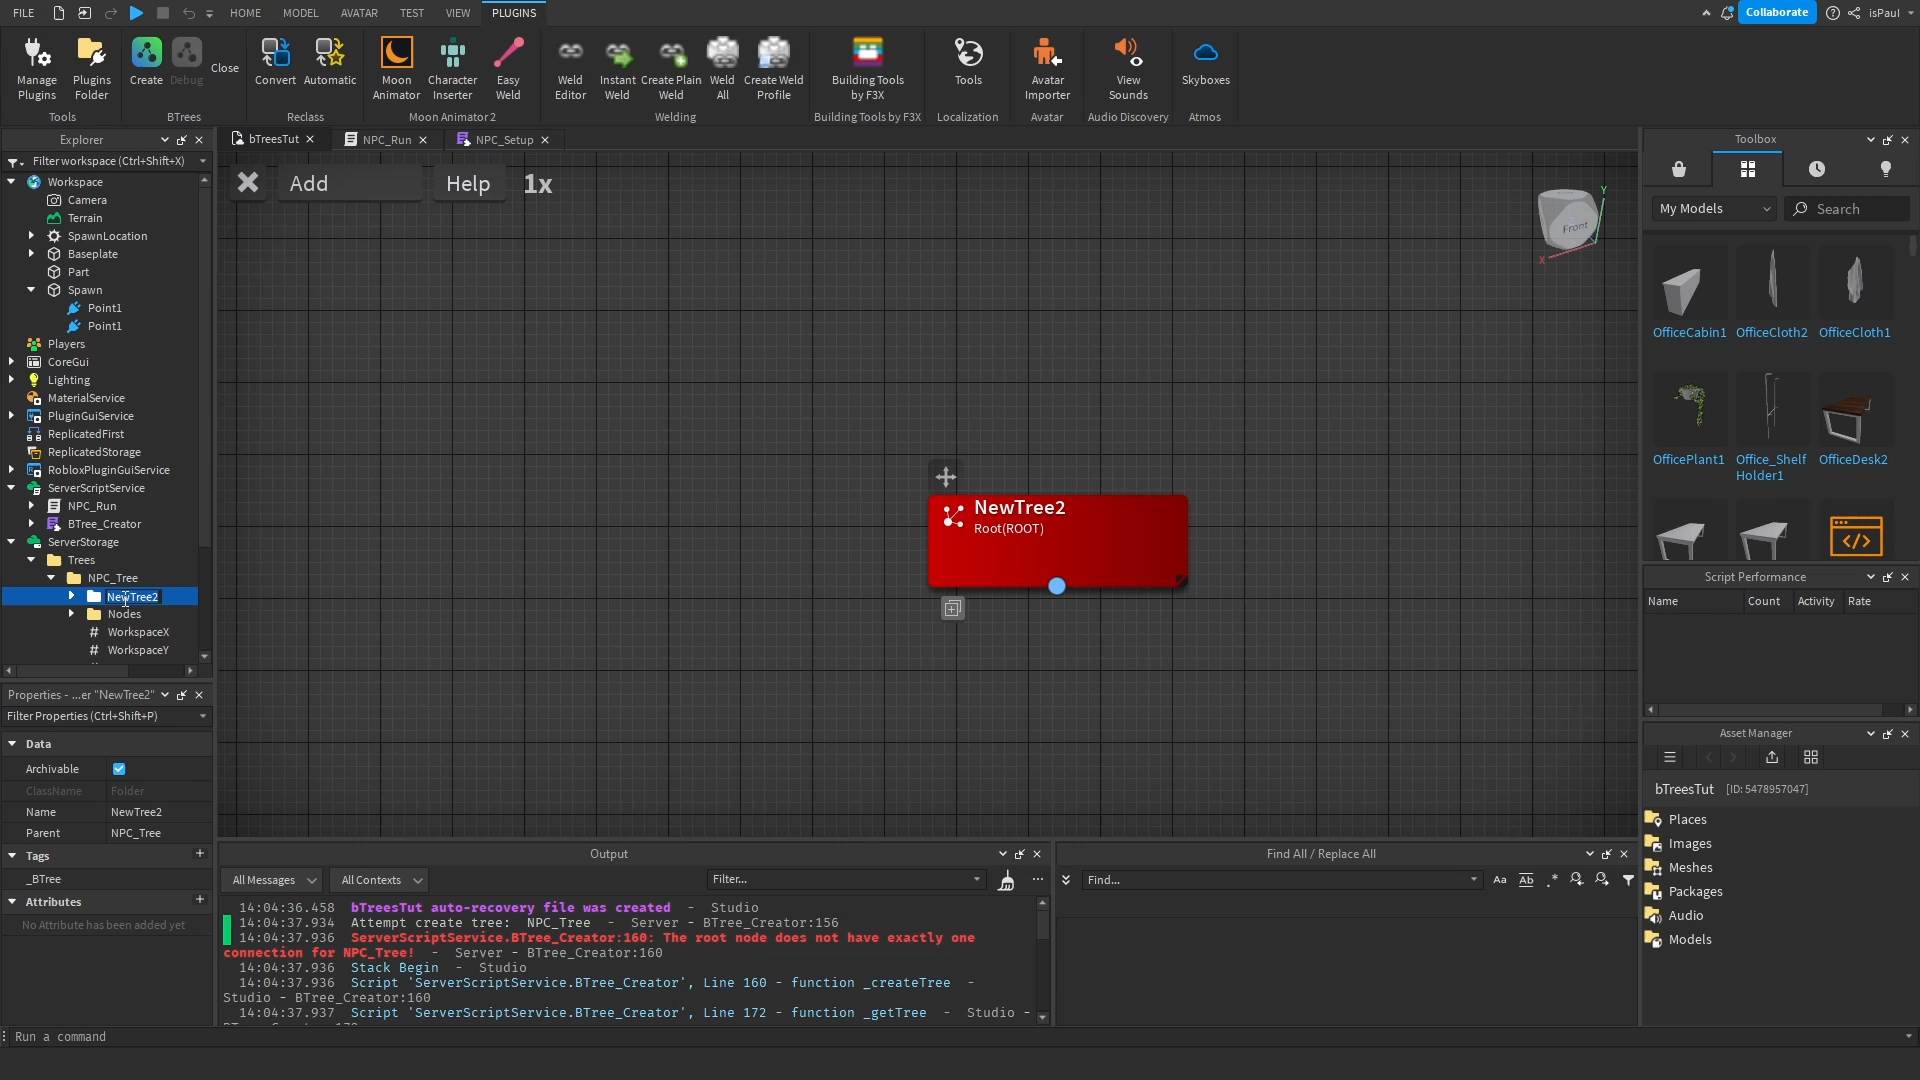 FILE HOME MODEL AVATAR TEST VIEW PLUGINS Collaborate isPaul
Manage Plugins
Plugins Folder
Create
Debug
Close
Convert
Automatic
Moon Animator
Character Inserter
Easy Weld
Weld Editor
Instant Weld
Create Plain Weld
Weld All
Create Weld Profile
Building Tools by F3X
Tools
Avatar Importer
View Sounds
Skyboxes
Tools BTrees Reclass Moon Animator 2 Welding Building Tools by F3X Localization Avatar Audio Discovery Atmos
Explorer
Filter workspace (Ctrl+Shift+X)
Workspace
Camera
Terrain
SpawnLocation
Baseplate
Part
Spawn
Point1
Point1
Players
CoreGui
Lighting
MaterialService
PluginGuiService
ReplicatedFirst
ReplicatedStorage
RobloxPluginGuiService
ServerScriptService
NPC_Run
BTree_Creator
ServerStorage
Trees
NPC_Tree
NewTree2
Nodes
# WorkspaceX
# WorkspaceY
Properties - ...er "NewTree2"
Filter Properties (Ctrl+Shift+P)
Data
Archivable
ClassName Folder
Name NewTree2
Parent NPC_Tree
Tags +
_BTree
Attributes +
No Attribute has been added yet
bTreesTut NPC_Run NPC_Setup
Add Help 1x
Front
Y
X
NewTree2
Root(ROOT)
Output
All Messages All Contexts Filter...
14:04:36.458 bTreesTut auto-recovery file was created - Studio
14:04:37.934 Attempt create tree: NPC_Tree - Server - BTree_Creator:156
14:04:37.936 ServerScriptService.BTree_Creator:160: The root node does not have exactly one
connection for NPC_Tree! - Server - BTree_Creator:160
14:04:37.936 Stack Begin - Studio
14:04:37.936 Script 'ServerScriptService.BTree_Creator', Line 160 - function _createTree -
Studio - BTree_Creator:160
14:04:37.937 Script 'ServerScriptService.BTree_Creator', Line 172 - function _getTree - Studio -
Find All / Replace All
Find... Aa Ab .*
Toolbox
My Models Search
OfficeCabin1 OfficeCloth2 OfficeCloth1
OfficePlant1 Office_Shelf Holder1 OfficeDesk2
Script Performance
Name Count Activity Rate
Asset Manager
bTreesTut [ID: 5478957047]
Places
Images
Meshes
Packages
Audio
Models
Run a command